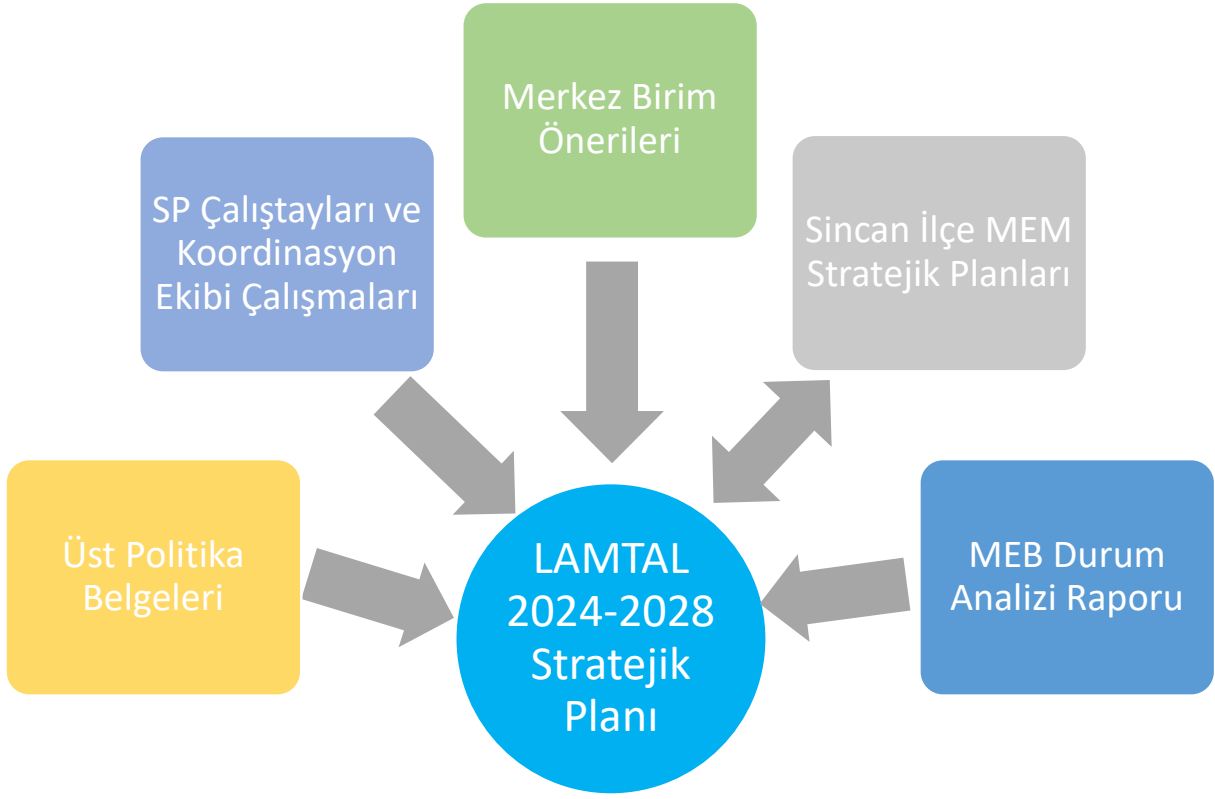 Merkez Birim
Önerileri
SP Çalıştayları ve
Koordinasyon
Ekibi Çalışmaları
Sincan İlçe MEM
Stratejik Planları
Üst Politika
Belgeleri
LAMTAL
2024-2028
Stratejik
Planı
MEB Durum
Analizi Raporu